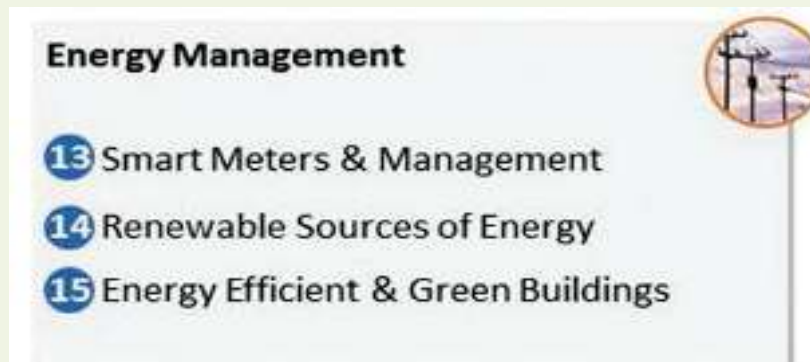 Energy Management
13 Smart Meters & Management
14 Renewable Sources of Energy
15 Energy Efficient & Green Buildings